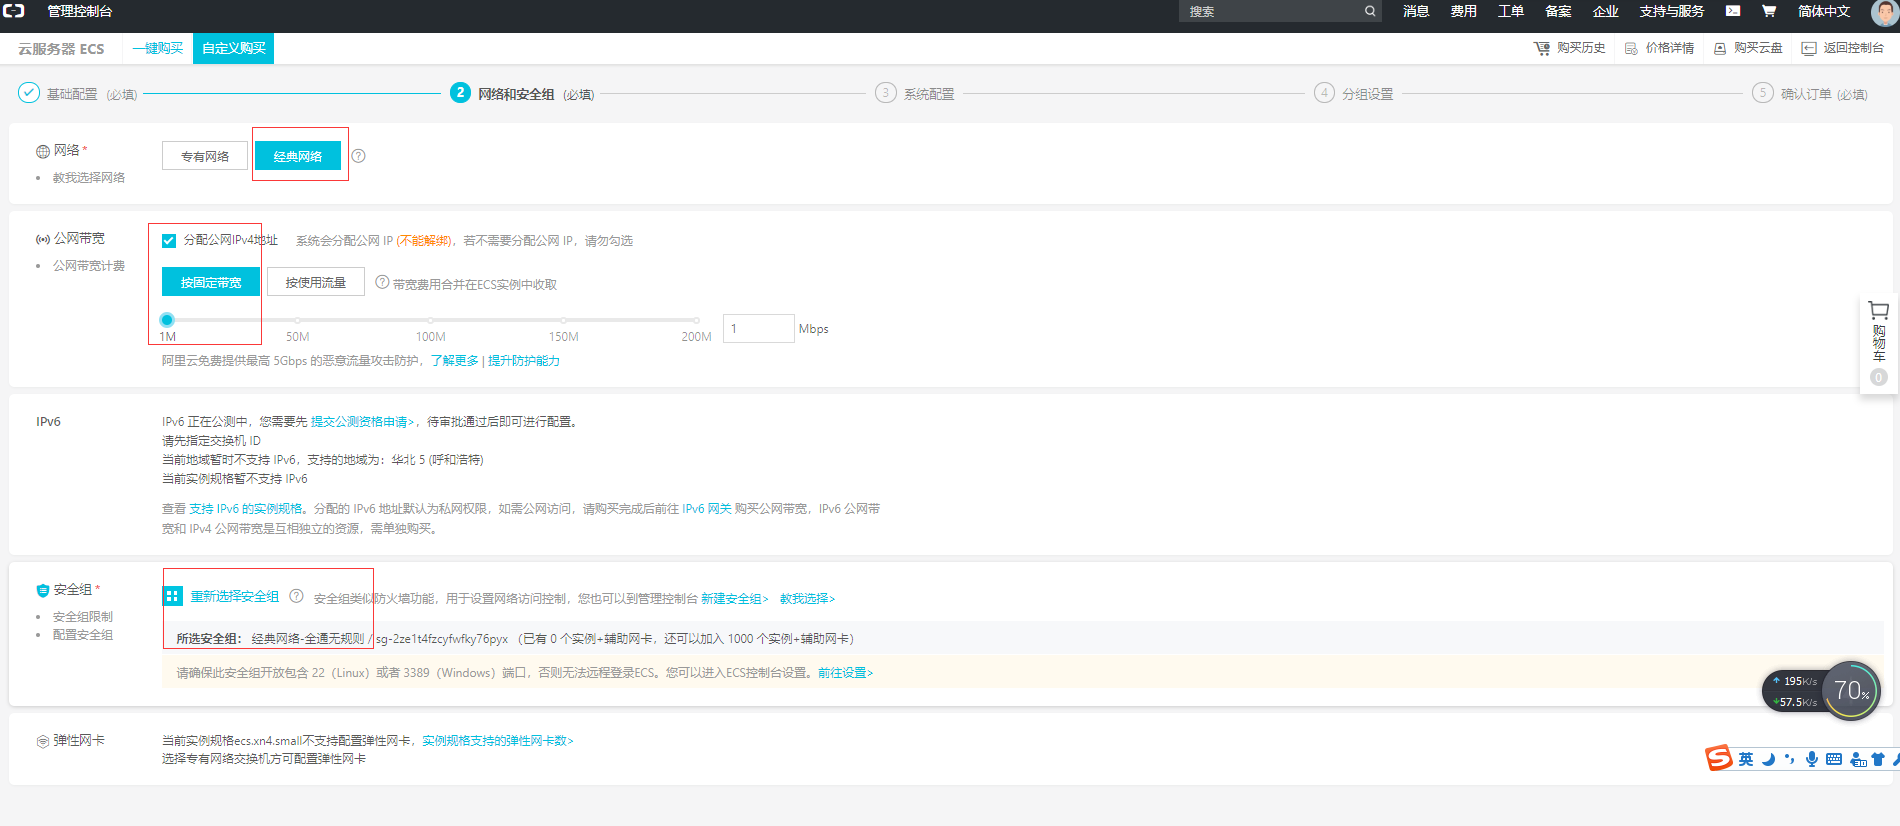 管理控制台 搜索 消息 费用 工单 备案 企业 支持与服务 简体中文
云服务器 ECS 一键购买 自定义购买 购买历史 价格详情 购买云盘 返回控制台
基础配置 (必填) 2 网络和安全组 (必填) 3 系统配置 4 分组设置 5 确认订单 (必填)
网络 * 专有网络 经典网络 ?
• 教我选择网络
公网带宽 分配公网IPv4地址 系统会分配公网 IP (不能解绑)，若不需要分配公网 IP，请勿勾选
• 公网带宽计费
按固定带宽 按使用流量 ? 带宽费用合并在ECS实例中收取
1M 50M 100M 150M 200M 1 Mbps
阿里云免费提供最高 5Gbps 的恶意流量攻击防护，了解更多 | 提升防护能力
购物车
0
IPv6 IPv6 正在公测中，您需要先 提交公测资格申请>，待审批通过后即可进行配置。
请先指定交换机 ID
当前地域暂时不支持 IPv6，支持的地域为：华北 5 (呼和浩特)
当前实例规格暂不支持 IPv6
查看 支持 IPv6 的实例规格。分配的 IPv6 地址默认为私网权限，如需公网访问，请购买完成后前往 IPv6 网关 购买公网带宽，IPv6 公网带
宽和 IPv4 公网带宽是互相独立的资源，需单独购买。
安全组 * 重新选择安全组 ? 安全组类似防火墙功能，用于设置网络访问控制，您也可以到管理控制台 新建安全组> 教我选择>
• 安全组限制
• 配置安全组
所选安全组： 经典网络-全通无规则 / sg-2ze1t4fzcyfwfky76pyx （已有 0 个实例+辅助网卡，还可以加入 1000 个实例+辅助网卡）
请确保此安全组开放包含 22（Linux）或者 3389（Windows）端口，否则无法远程登录ECS。您可以进入ECS控制台设置。前往设置>
195K/s
57.5K/s
70%
弹性网卡 当前实例规格ecs.xn4.small不支持配置弹性网卡，实例规格支持的弹性网卡数>
选择专有网络交换机方可配置弹性网卡
S 英